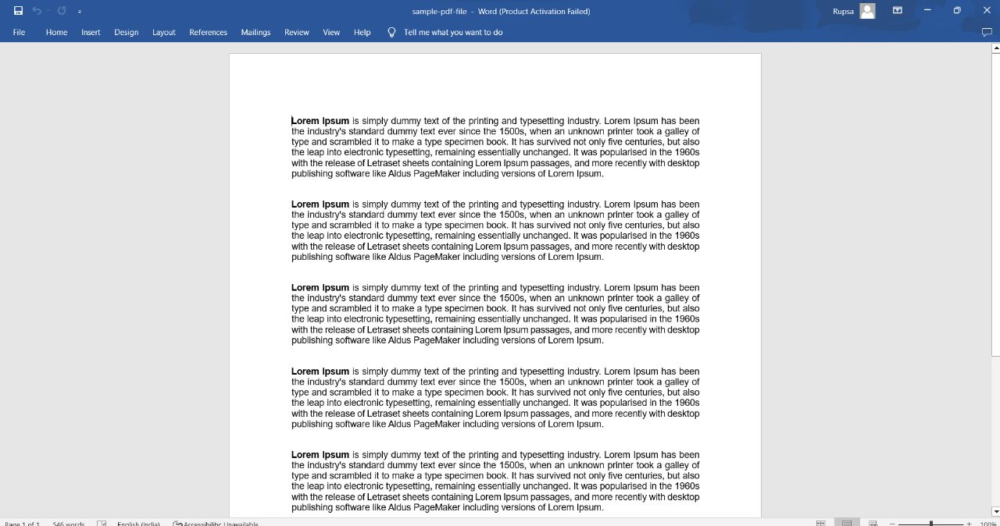 sample-pdf-file - Word (Product Activation Failed)
Rupsa
File Home Insert Design Layout References Mailings Review View Help Tell me what you want to do
Lorem Ipsum is simply dummy text of the printing and typesetting industry. Lorem Ipsum has been
the industry's standard dummy text ever since the 1500s, when an unknown printer took a galley of
type and scrambled it to make a type specimen book. It has survived not only five centuries, but also
the leap into electronic typesetting, remaining essentially unchanged. It was popularised in the 1960s
with the release of Letraset sheets containing Lorem Ipsum passages, and more recently with desktop
publishing software like Aldus PageMaker including versions of Lorem Ipsum.
Lorem Ipsum is simply dummy text of the printing and typesetting industry. Lorem Ipsum has been
the industry's standard dummy text ever since the 1500s, when an unknown printer took a galley of
type and scrambled it to make a type specimen book. It has survived not only five centuries, but also
the leap into electronic typesetting, remaining essentially unchanged. It was popularised in the 1960s
with the release of Letraset sheets containing Lorem Ipsum passages, and more recently with desktop
publishing software like Aldus PageMaker including versions of Lorem Ipsum.
Lorem Ipsum is simply dummy text of the printing and typesetting industry. Lorem Ipsum has been
the industry's standard dummy text ever since the 1500s, when an unknown printer took a galley of
type and scrambled it to make a type specimen book. It has survived not only five centuries, but also
the leap into electronic typesetting, remaining essentially unchanged. It was popularised in the 1960s
with the release of Letraset sheets containing Lorem Ipsum passages, and more recently with desktop
publishing software like Aldus PageMaker including versions of Lorem Ipsum.
Lorem Ipsum is simply dummy text of the printing and typesetting industry. Lorem Ipsum has been
the industry's standard dummy text ever since the 1500s, when an unknown printer took a galley of
type and scrambled it to make a type specimen book. It has survived not only five centuries, but also
the leap into electronic typesetting, remaining essentially unchanged. It was popularised in the 1960s
with the release of Letraset sheets containing Lorem Ipsum passages, and more recently with desktop
publishing software like Aldus PageMaker including versions of Lorem Ipsum.
Lorem Ipsum is simply dummy text of the printing and typesetting industry. Lorem Ipsum has been
the industry's standard dummy text ever since the 1500s, when an unknown printer took a galley of
type and scrambled it to make a type specimen book. It has survived not only five centuries, but also
the leap into electronic typesetting, remaining essentially unchanged. It was popularised in the 1960s
with the release of Letraset sheets containing Lorem Ipsum passages, and more recently with desktop
publishing software like Aldus PageMaker including versions of Lorem Ipsum.
Page 1 of 1 546 words English (India) Accessibility: Unavailable 100%